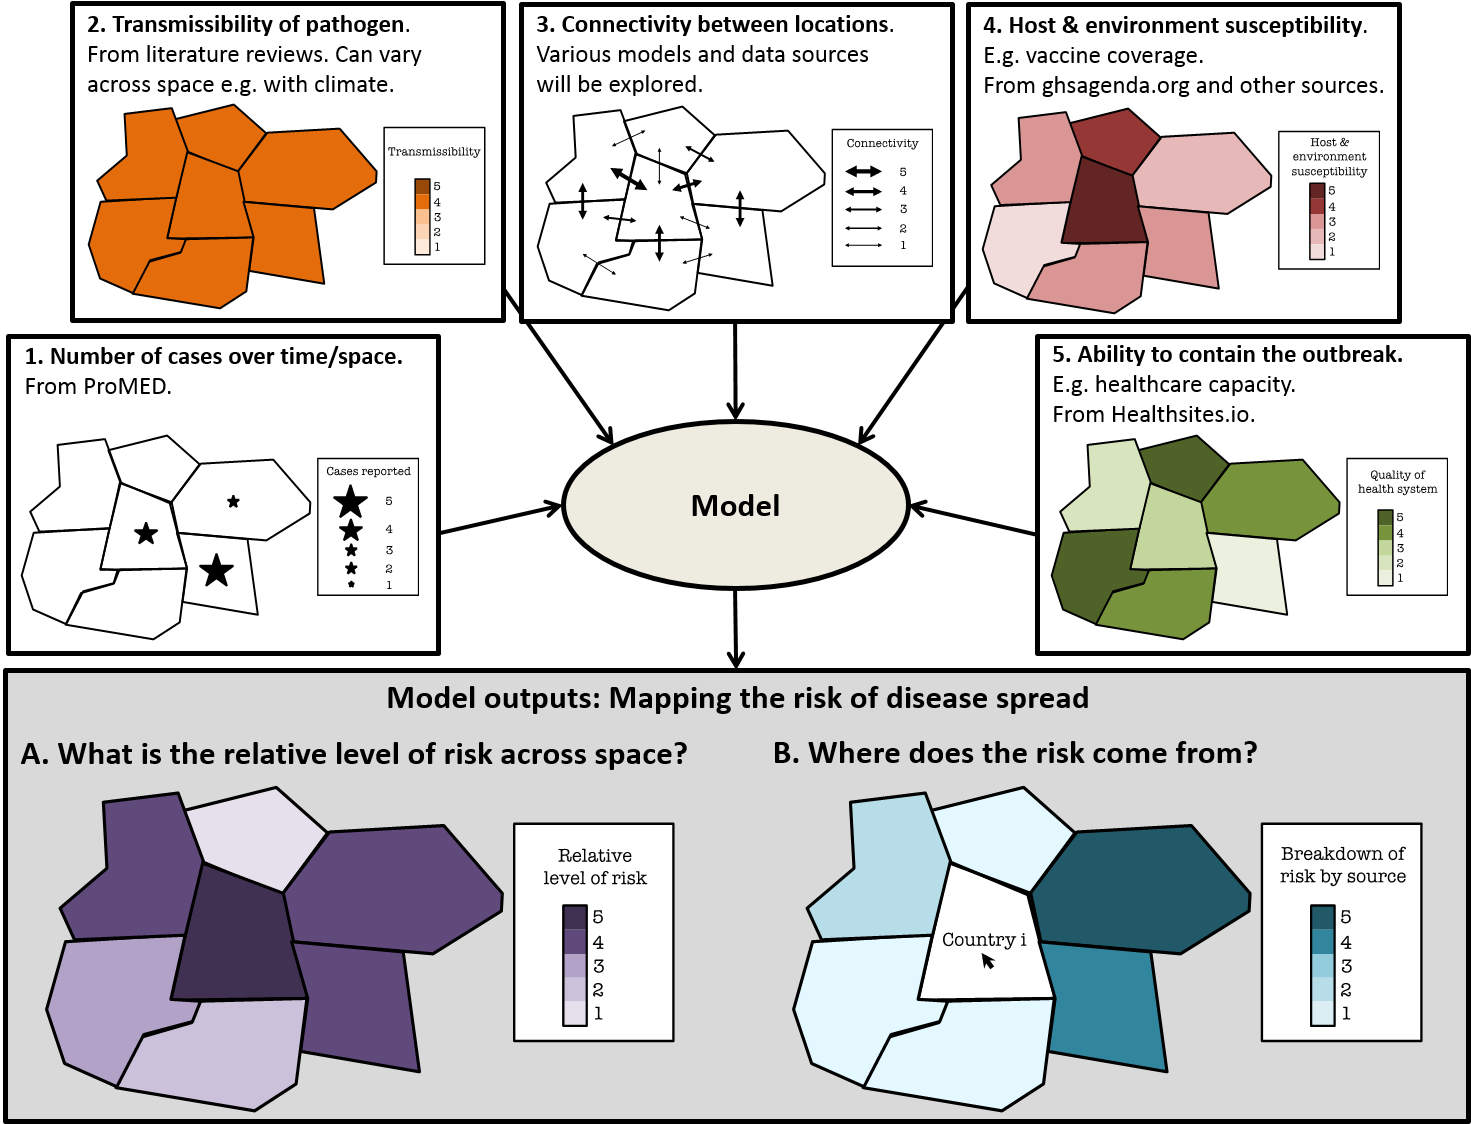 2. Transmissibility of pathogen.
From literature reviews. Can vary
across space e.g. with climate.
Transmissibility
5
4
3
2
1
3. Connectivity between locations.
Various models and data sources
will be explored.
Connectivity
5
4
3
2
1
4. Host & environment susceptibility.
E.g. vaccine coverage.
From ghsagenda.org and other sources.
Host &
environment
susceptibility
5
4
3
2
1
1. Number of cases over time/space.
From ProMED.
Cases reported
5
4
3
2
1
Model
5. Ability to contain the outbreak.
E.g. healthcare capacity.
From Healthsites.io.
Quality of
health system
5
4
3
2
1
Model outputs: Mapping the risk of disease spread
A. What is the relative level of risk across space?
Relative
level of risk
5
4
3
2
1
B. Where does the risk come from?
Country i
Breakdown of
risk by source
5
4
3
2
1